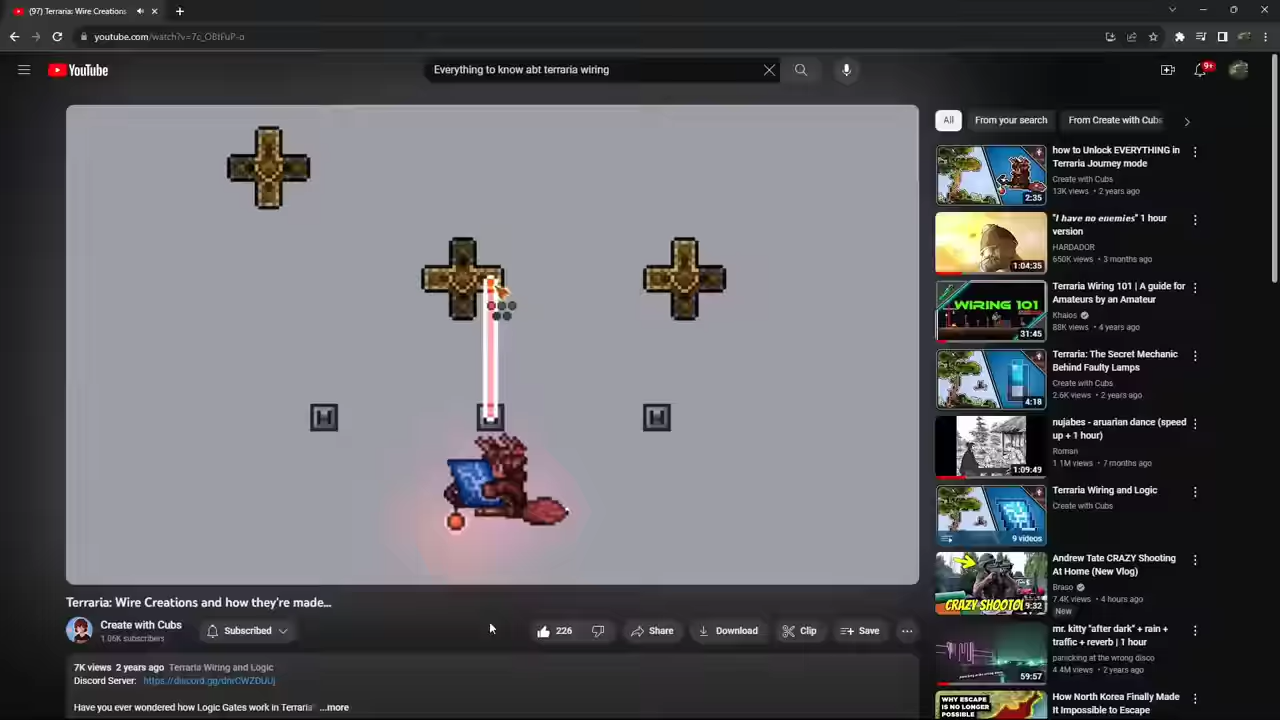 (97) Terraria: Wire Creations
YouTube
Everything to know abt terraria wiring
9+
All
From your search
From Create with Cubs
how to Unlock EVERYTHING in
Terraria Journey mode
Create with Cubs
13K views • 2 years ago
2:35
"I have no enemies" 1 hour
version
HARDADOR
650K views • 3 months ago
1:04:35
Terraria Wiring 101 | A guide for
Amateurs by an Amateur
Khaios
88K views • 4 years ago
WIRING 101
31:45
Terraria: The Secret Mechanic
Behind Faulty Lamps
Create with Cubs
2.6K views • 2 years ago
4:18
nujabes - aruarian dance (speed
up + 1 hour)
Roman
1.1M views • 7 months ago
1:09:49
Terraria Wiring and Logic
Create with Cubs
9 videos
Andrew Tate CRAZY Shooting
At Home (New Vlog)
Braso
7.4K views • 4 hours ago
New
9:32
mr. kitty "after dark" + rain +
traffic + reverb | 1 hour
panicking at the wrong disco
4.4M views • 2 years ago
59:57
How North Korea Finally Made
It Impossible to Escape
WHY ESCAPE
IS NO LONGER
POSSIBLE
Terraria: Wire Creations and how they're made...
Create with Cubs
1.06K subscribers
Subscribed
226
Share
Download
Clip
Save
7K views 2 years ago Terraria Wiring and Logic
Discord Server:
Have you ever wondered how Logic Gates work in Terraria ...more